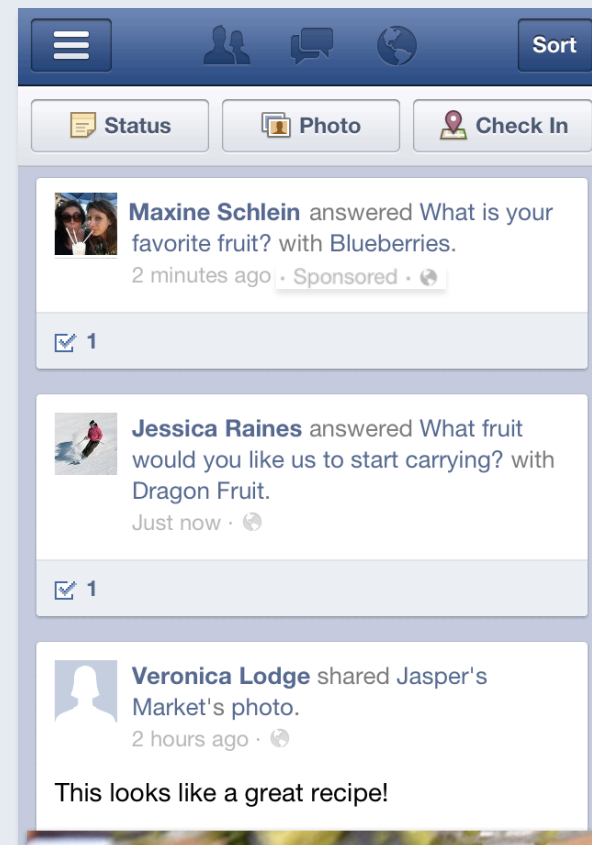 Sort
Status
Photo
Check In
Maxine Schlein answered What is your
favorite fruit? with Blueberries.
2 minutes ago · Sponsored ·
1
Jessica Raines answered What fruit
would you like us to start carrying? with
Dragon Fruit.
Just now ·
1
Veronica Lodge shared Jasper's
Market's photo.
2 hours ago ·
This looks like a great recipe!